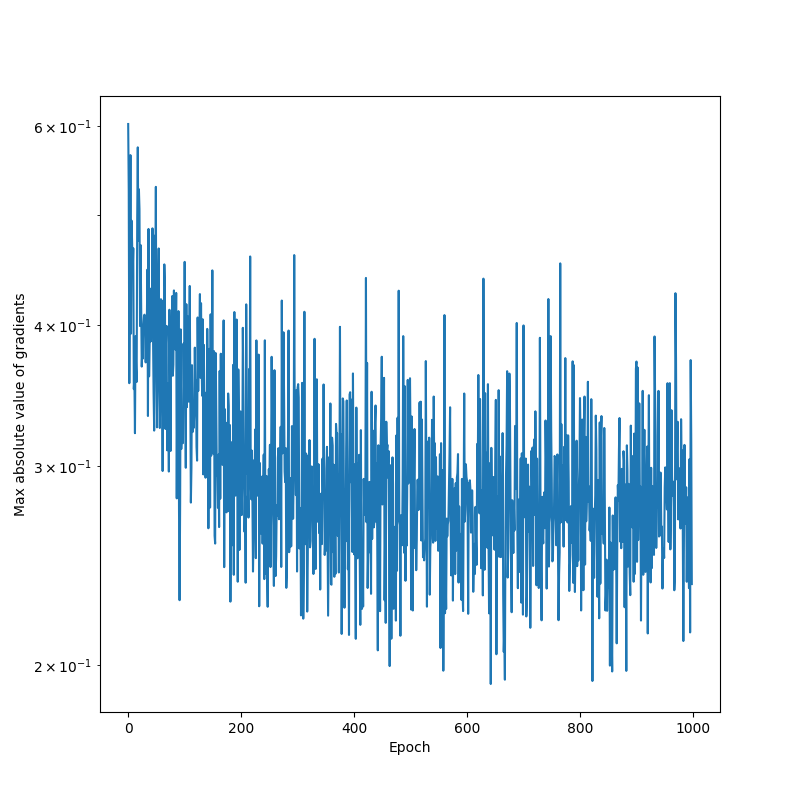 Max absolute value of gradients
6 × 10⁻¹
4 × 10⁻¹
3 × 10⁻¹
2 × 10⁻¹
0 200 400 600 800 1000
Epoch